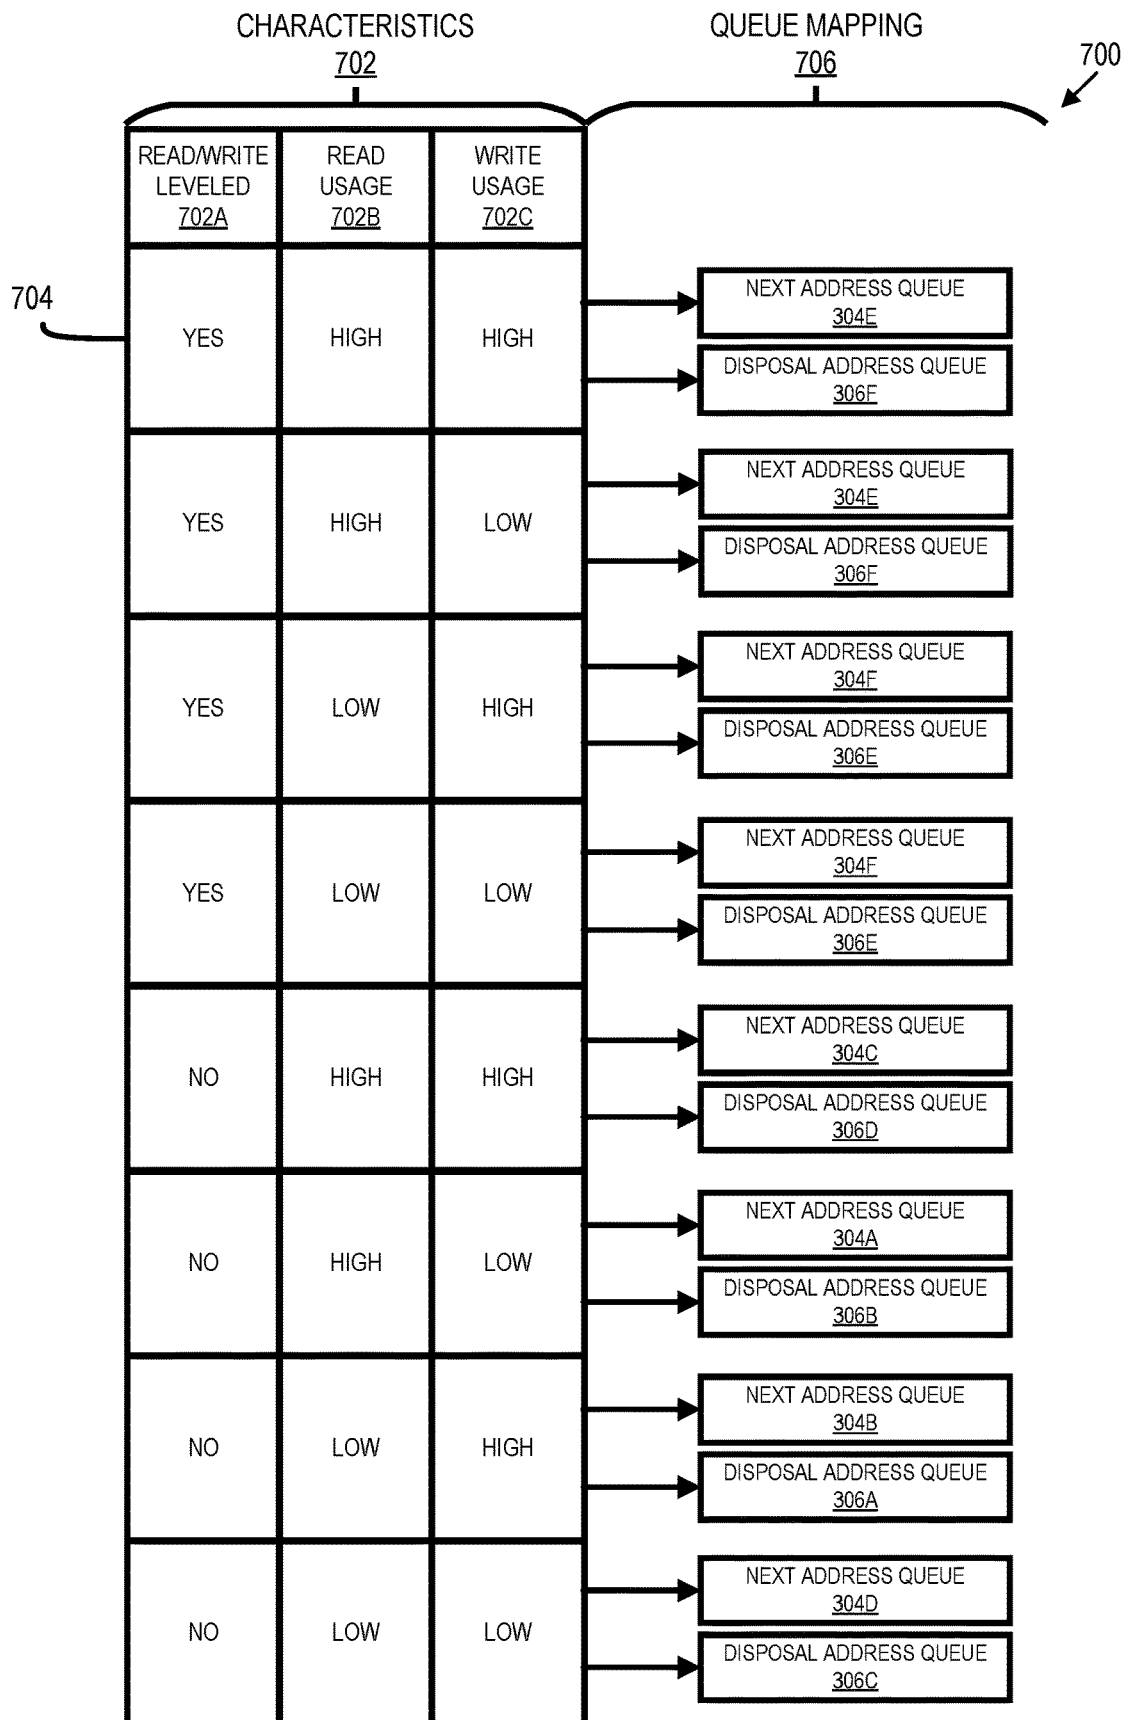 CHARACTERISTICS
702
QUEUE MAPPING
706
700
READ/WRITE
LEVELED
702A
READ
USAGE
702B
WRITE
USAGE
702C
704
YES
HIGH
HIGH
NEXT ADDRESS QUEUE
304E
DISPOSAL ADDRESS QUEUE
306F
YES
HIGH
LOW
NEXT ADDRESS QUEUE
304E
DISPOSAL ADDRESS QUEUE
306F
YES
LOW
HIGH
NEXT ADDRESS QUEUE
304F
DISPOSAL ADDRESS QUEUE
306E
YES
LOW
LOW
NEXT ADDRESS QUEUE
304F
DISPOSAL ADDRESS QUEUE
306E
NO
HIGH
HIGH
NEXT ADDRESS QUEUE
304C
DISPOSAL ADDRESS QUEUE
306D
NO
HIGH
LOW
NEXT ADDRESS QUEUE
304A
DISPOSAL ADDRESS QUEUE
306B
NO
LOW
HIGH
NEXT ADDRESS QUEUE
304B
DISPOSAL ADDRESS QUEUE
306A
NO
LOW
LOW
NEXT ADDRESS QUEUE
304D
DISPOSAL ADDRESS QUEUE
306C